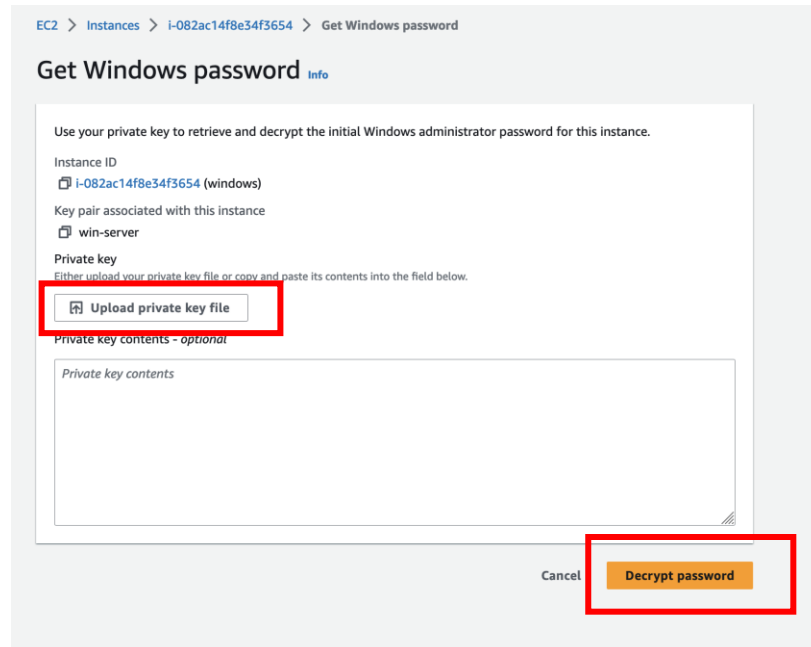 EC2 > Instances > i-082ac14f8e34f3654 > Get Windows password
Get Windows password Info
Use your private key to retrieve and decrypt the initial Windows administrator password for this instance.
Instance ID
i-082ac14f8e34f3654 (windows)
Key pair associated with this instance
win-server
Private key
Either upload your private key file or copy and paste its contents into the field below.
Upload private key file
Private key contents - optional
Private key contents
Cancel Decrypt password